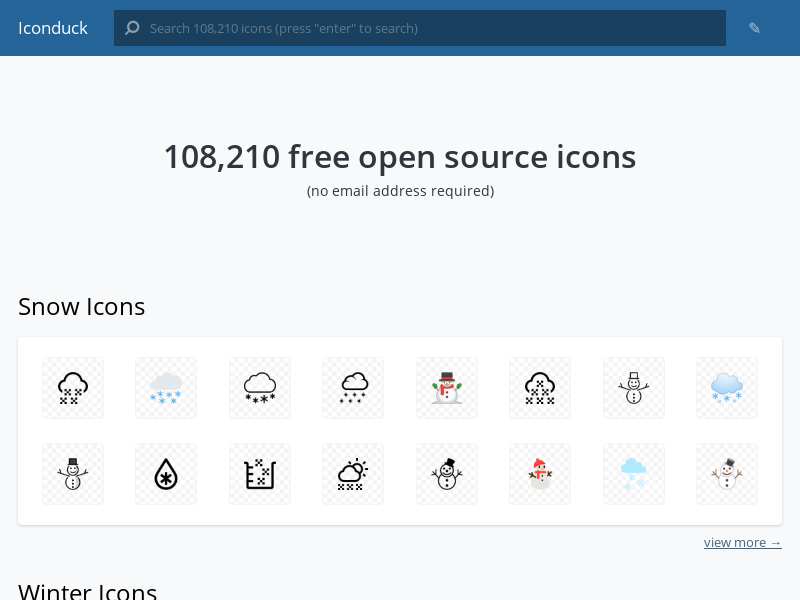 Iconduck
Search 108,210 icons (press "enter" to search)
✎
108,210 free open source icons
(no email address required)
Snow Icons
view more →
Winter Icons